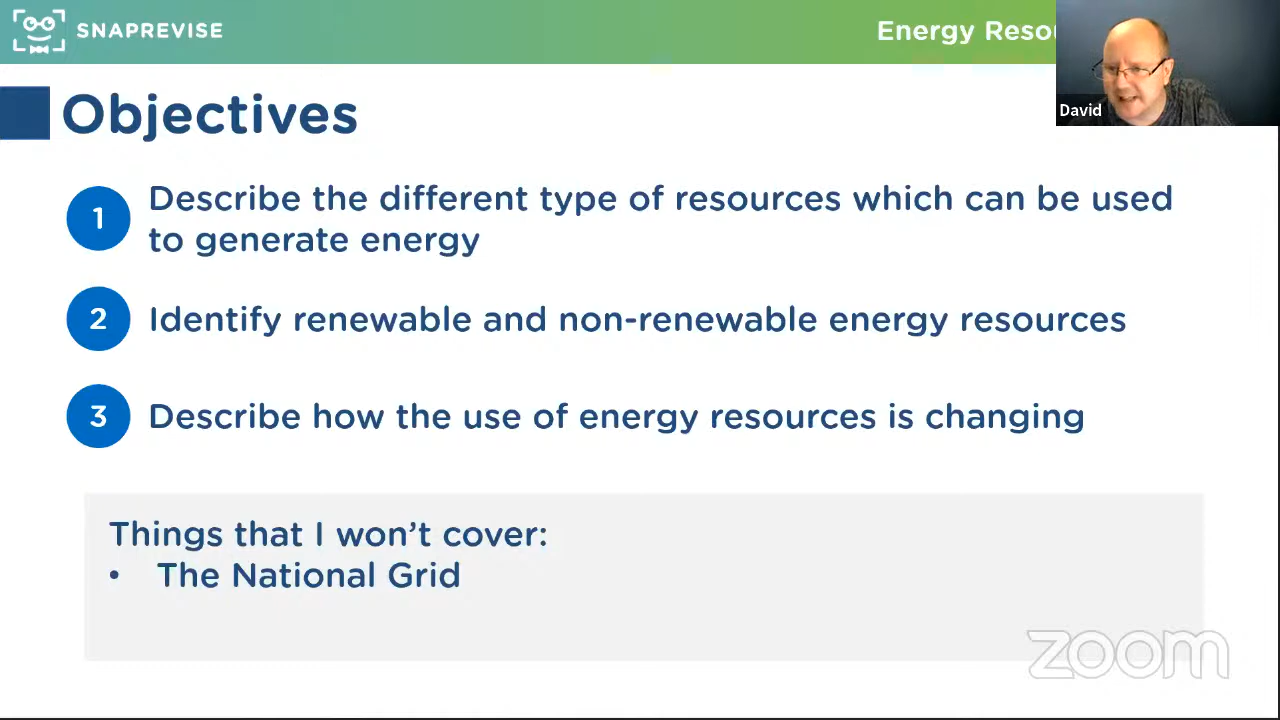 SNAPREVISE
Energy
David
Objectives
1
Describe the different type of resources which can be used
to generate energy
2
Identify renewable and non-renewable energy resources
3
Describe how the use of energy resources is changing
Things that I won’t cover:
• The National Grid
zoom